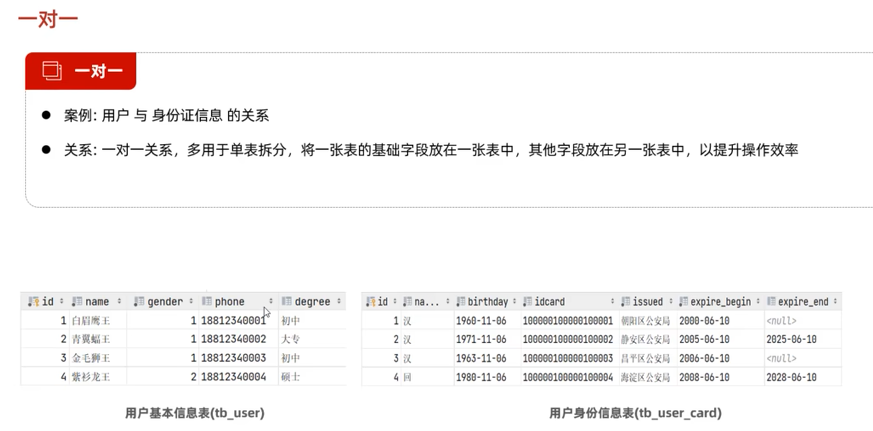 一对一
一对一
案例: 用户 与 身份证信息 的关系
关系: 一对一关系，多用于单表拆分，将一张表的基础字段放在一张表中，其他字段放在另一张表中，以提升操作效率
id name gender phone degree
1 白眉鹰王 1 18812340001 初中
2 青翼蝠王 1 18812340002 大专
3 金毛狮王 1 18812340003 初中
4 紫衫龙王 2 18812340004 硕士
用户基本信息表(tb_user)
id na... birthday idcard issued expire_begin expire_end
1 汉 1960-11-06 100000100000100001 朝阳区公安局 2000-06-10 <null>
2 汉 1971-11-06 100000100000100002 静安区公安局 2005-06-10 2025-06-10
3 汉 1963-11-06 100000100000100003 昌平区公安局 2006-06-10 <null>
4 回 1980-11-06 100000100000100004 海淀区公安局 2008-06-10 2028-06-10
用户身份信息表(tb_user_card)